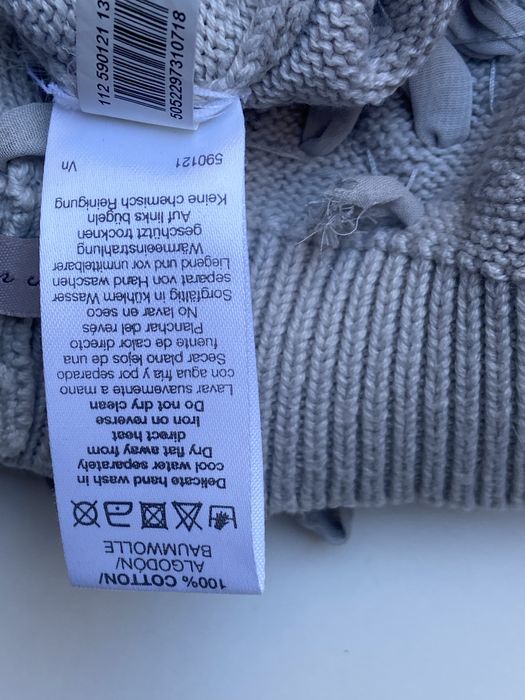 112 590121 13
5052297310718
100% COTTON/
ALGODÓN/
BAUMWOLLE
Delicate hand wash in
cool water separately
Dry flat away from
direct heat
Iron on reverse
Do not dry clean
Lavar suavemente a mano
con agua fría y por separado
Secar plano lejos de una
fuente de calor directo
Planchar del revés
No lavar en seco
Sorgfältig in kühlem Wasser
separat von Hand waschen
Liegend und vor unmittelbarer
Wärmeeinstrahlung
geschützt trocknen
Auf links bügeln
Keine chemisch Reinigung
590121 Vn